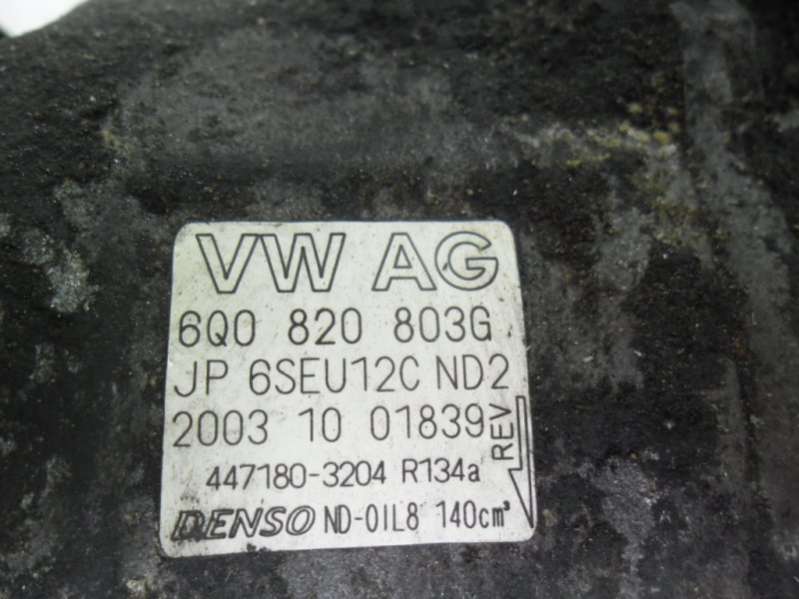 VW AG
6Q0 820 803G
JP 6SEU12C ND2
2003 10 01839
REV
447180-3204 R134a
DENSO ND-OIL8 140cm³